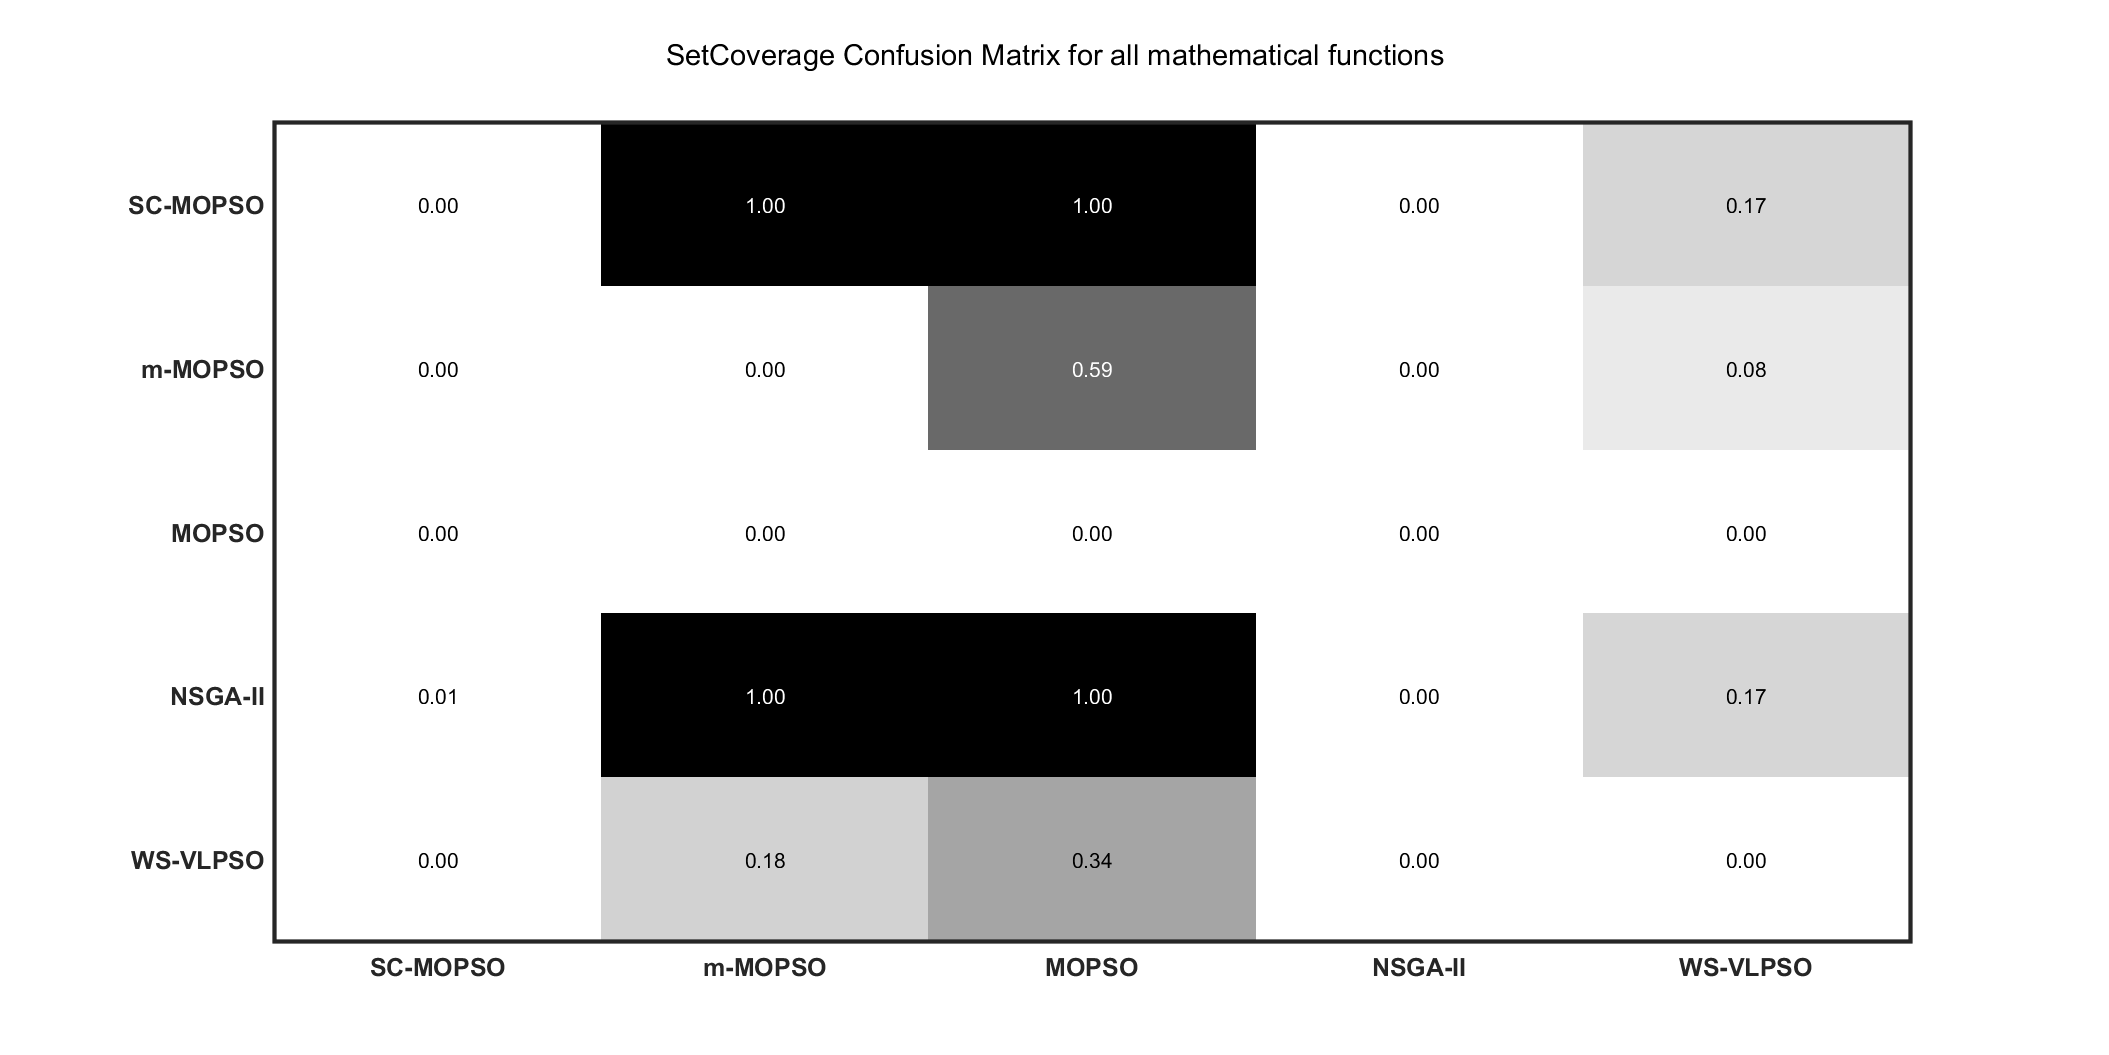 SetCoverage Confusion Matrix for all mathematical functions
SC-MOPSO 0.00 1.00 1.00 0.00 0.17
m-MOPSO 0.00 0.00 0.59 0.00 0.08
MOPSO 0.00 0.00 0.00 0.00 0.00
NSGA-II 0.01 1.00 1.00 0.00 0.17
WS-VLPSO 0.00 0.18 0.34 0.00 0.00
SC-MOPSO m-MOPSO MOPSO NSGA-II WS-VLPSO